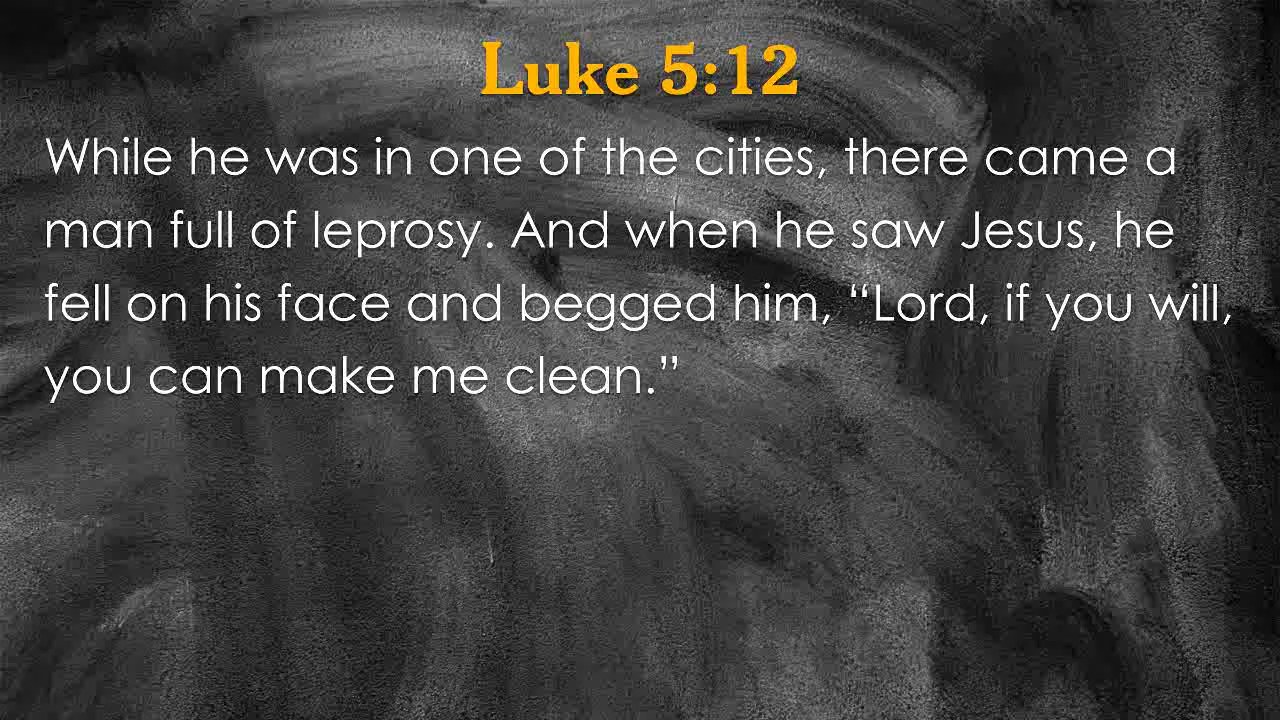 Luke 5:12
While he was in one of the cities, there came a
man full of leprosy. And when he saw Jesus, he
fell on his face and begged him, “Lord, if you will,
you can make me clean.”